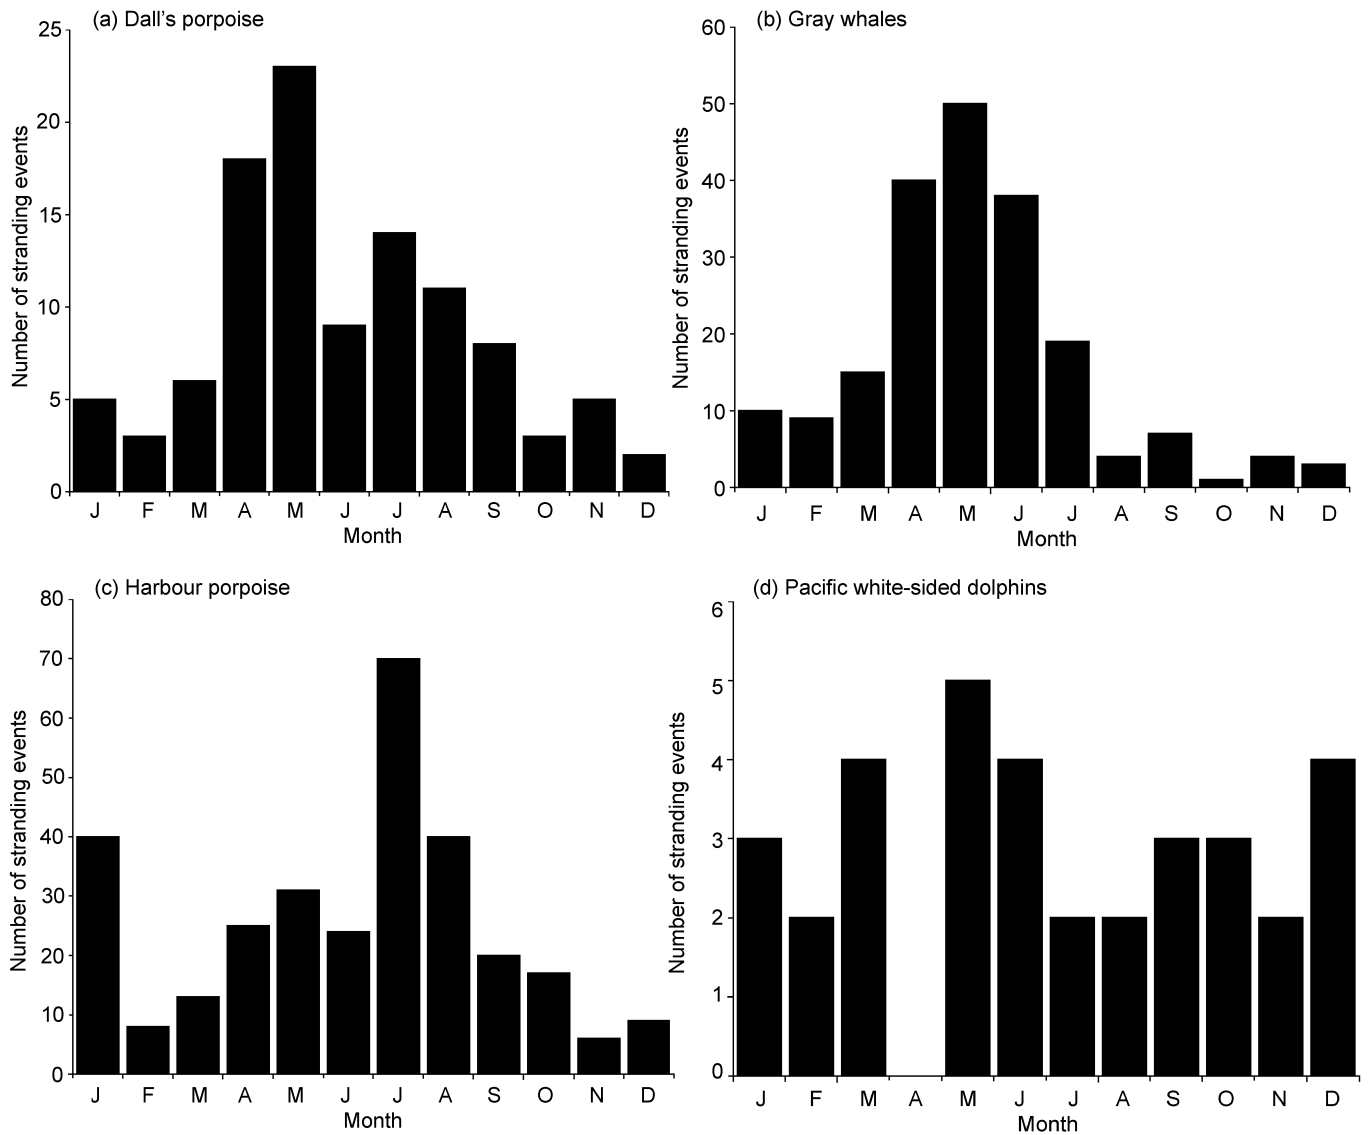 (a) Dall's porpoise
25
20
15
10
5
0
Number of stranding events
J F M A M J J A S O N D
Month
(b) Gray whales
60
50
40
30
20
10
0
Number of stranding events
J F M A M J J A S O N D
Month
(c) Harbour porpoise
80
70
60
50
40
30
20
10
0
Number of stranding events
J F M A M J J A S O N D
Month
(d) Pacific white-sided dolphins
6
5
4
3
2
1
0
Number of stranding events
J F M A M J J A S O N D
Month